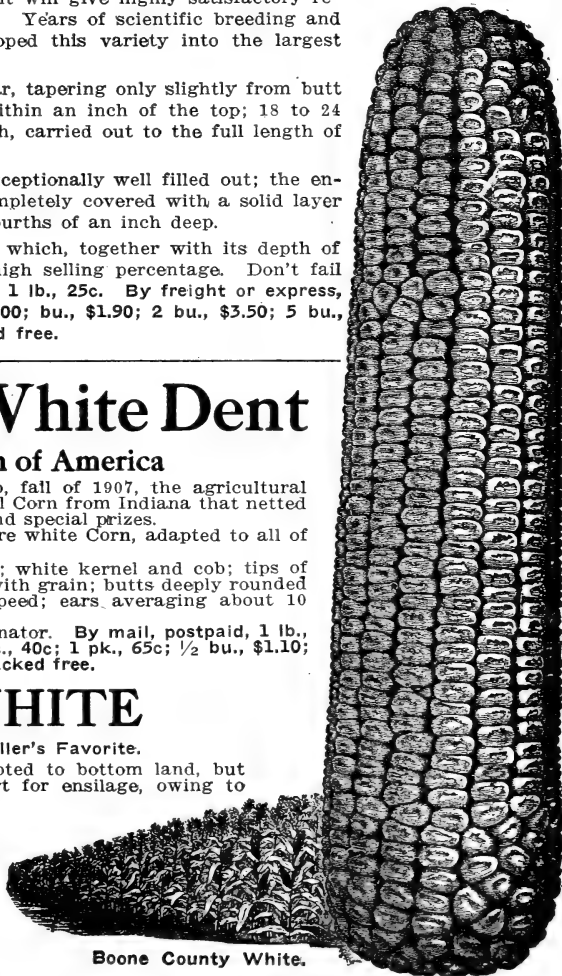 Years of scientific breeding and
oped this variety into the largest
r, tapering only slightly from butt
ithin an inch of the top; 18 to 24
h, carried out to the full length of
ceptionally well filled out; the en-
mpletely covered with a solid layer
urths of an inch deep.
which, together with its depth of
igh selling percentage. Don't fail
1 lb., 25c. By freight or express,
00; bu., $1.90; 2 bu., $3.50; 5 bu.,
d free.
White Dent
n of America
o, fall of 1907, the agricultural
l Corn from Indiana that netted
nd special prizes.
re white Corn, adapted to all of
; white kernel and cob; tips of
with grain; butts deeply rounded
peed; ears averaging about 10
nator. By mail, postpaid, 1 lb.,
., 40c; 1 pk., 65c; ½ bu., $1.10;
cked free.
HITE
ller's Favorite.
pted to bottom land, but
rt for ensilage, owing to
Boone County White.